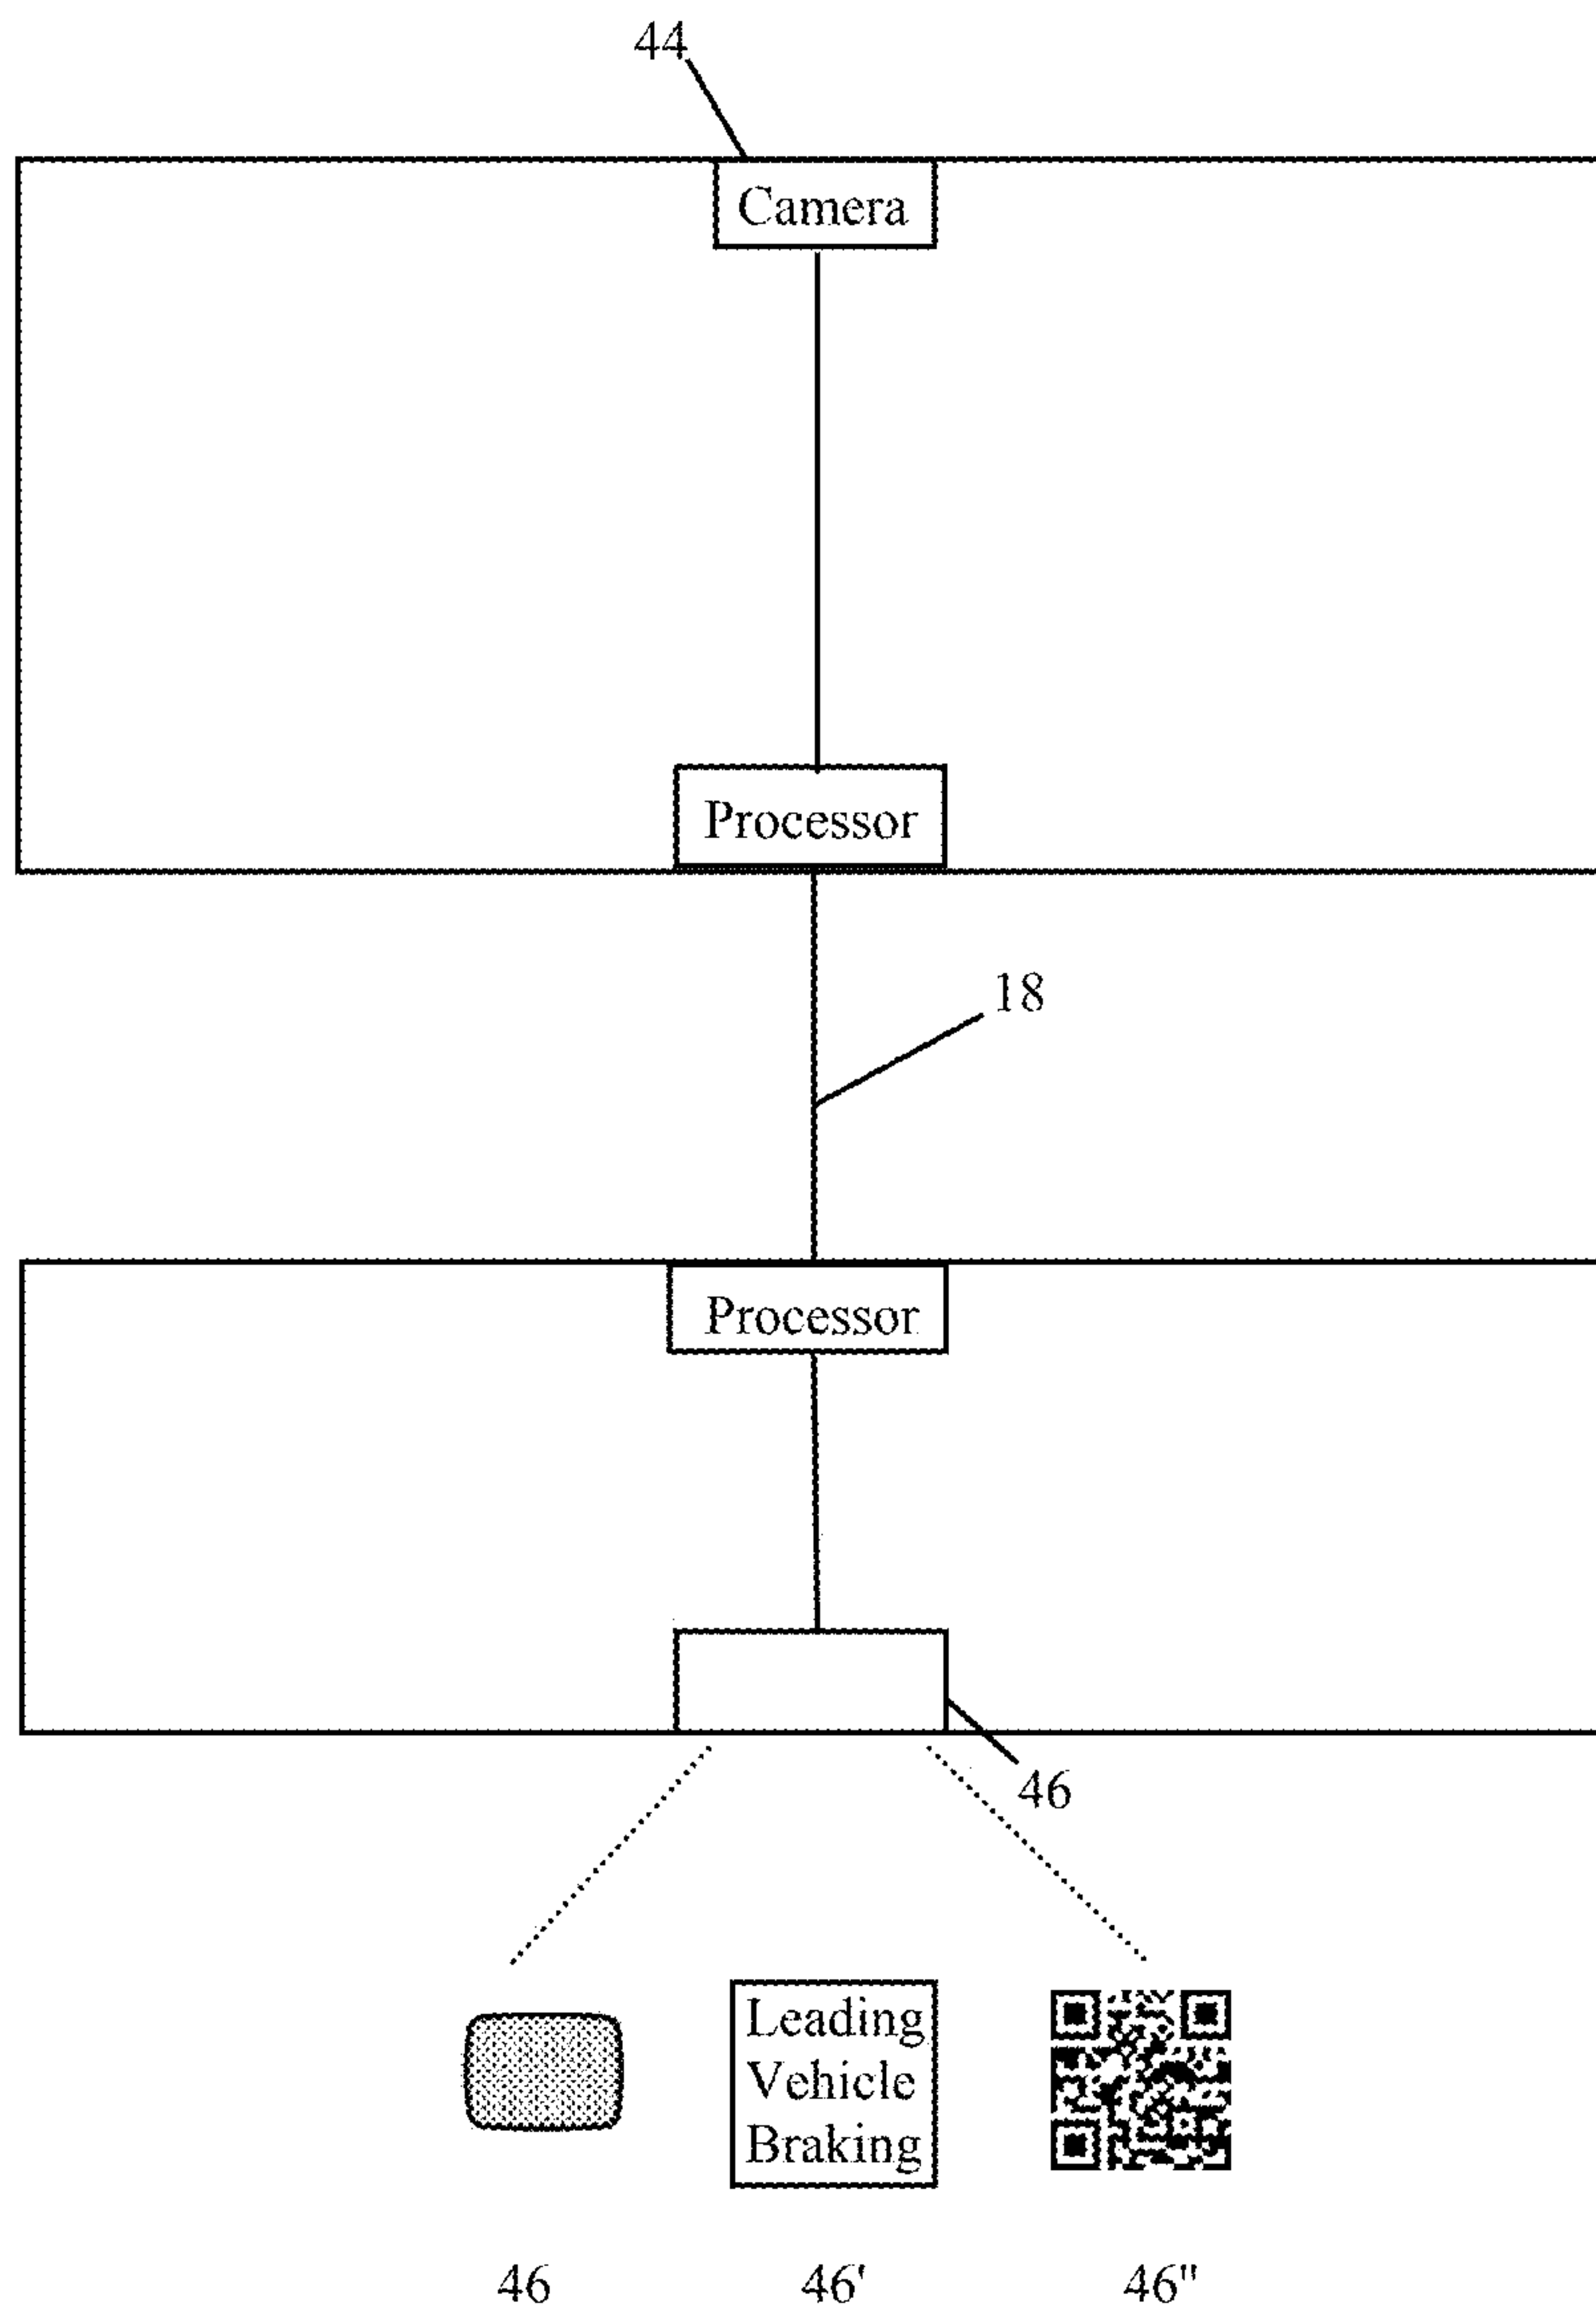 44
Camera
Processor
18
Processor
46
Leading
Vehicle
Braking
46
46'
46"